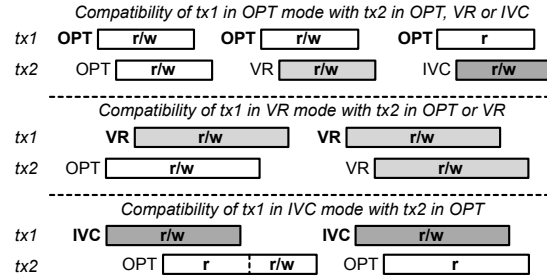 Compatibility of tx1 in OPT mode with tx2 in OPT, VR or IVC
tx1 OPT r/w OPT r/w OPT r
tx2 OPT r/w VR r/w IVC r/w
Compatibility of tx1 in VR mode with tx2 in OPT or VR
tx1 VR r/w VR r/w
tx2 OPT r/w VR r/w
Compatibility of tx1 in IVC mode with tx2 in OPT
tx1 IVC r/w IVC r/w
tx2 OPT r r/w OPT r